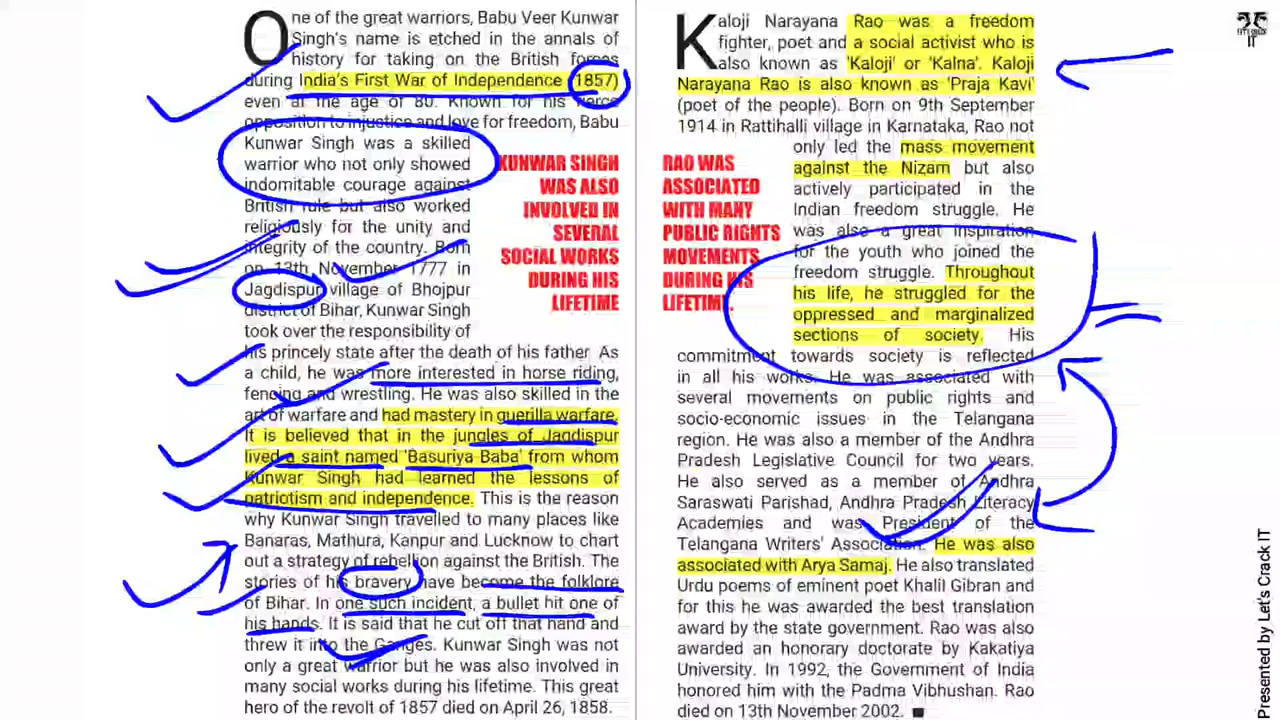 One of the great warriors, Babu Veer Kunwar
Singh's name is etched in the annals of
history for taking on the British forces
during India's First War of Independence (1857)
even at the age of 80. Known for his fierce
opposition to injustice and love for freedom, Babu
Kunwar Singh was a skilled
warrior who not only showed
indomitable courage against
British rule but also worked
religiously for the unity and
integrity of the country. Born
on 13th November 1777 in
Jagdispur village of Bhojpur
district of Bihar, Kunwar Singh
took over the responsibility of
his princely state after the death of his father. As
a child, he was more interested in horse riding,
fencing and wrestling. He was also skilled in the
art of warfare and had mastery in guerilla warfare.
It is believed that in the jungles of Jagdispur
lived a saint named 'Basuriya Baba' from whom
Kunwar Singh had learned the lessons of
patriotism and independence. This is the reason
why Kunwar Singh travelled to many places like
Banaras, Mathura, Kanpur and Lucknow to chart
out a strategy of rebellion against the British. The
stories of his bravery have become the folklore
of Bihar. In one such incident, a bullet hit one of
his hands. It is said that he cut off that hand and
threw it into the Ganges. Kunwar Singh was not
only a great warrior but he was also involved in
many social works during his lifetime. This great
hero of the revolt of 1857 died on April 26, 1858.
KUNWAR SINGH
WAS ALSO
INVOLVED IN
SEVERAL
SOCIAL WORKS
DURING HIS
LIFETIME
Kaloji Narayana Rao was a freedom
fighter, poet and a social activist who is
also known as 'Kaloji' or 'Kalna'. Kaloji
Narayana Rao is also known as 'Praja Kavi'
(poet of the people). Born on 9th September
1914 in Rattihalli village in Karnataka, Rao not
only led the mass movement
against the Nizam but also
actively participated in the
Indian freedom struggle. He
was also a great inspiration
for the youth who joined the
freedom struggle. Throughout
his life, he struggled for the
oppressed and marginalized
sections of society. His
commitment towards society is reflected
in all his works. He was associated with
several movements on public rights and
socio-economic issues in the Telangana
region. He was also a member of the Andhra
Pradesh Legislative Council for two years.
He also served as a member of Andhra
Saraswati Parishad, Andhra Pradesh Literacy
Academies and was President of the
Telangana Writers' Association. He was also
associated with Arya Samaj. He also translated
Urdu poems of eminent poet Khalil Gibran and
for this he was awarded the best translation
award by the state government. Rao was also
awarded an honorary doctorate by Kakatiya
University. In 1992, the Government of India
honored him with the Padma Vibhushan. Rao
died on 13th November 2002. ■
RAO WAS
ASSOCIATED
WITH MANY
PUBLIC RIGHTS
MOVEMENTS
DURING HIS
LIFETIME.
Presented by Let's Crack IT